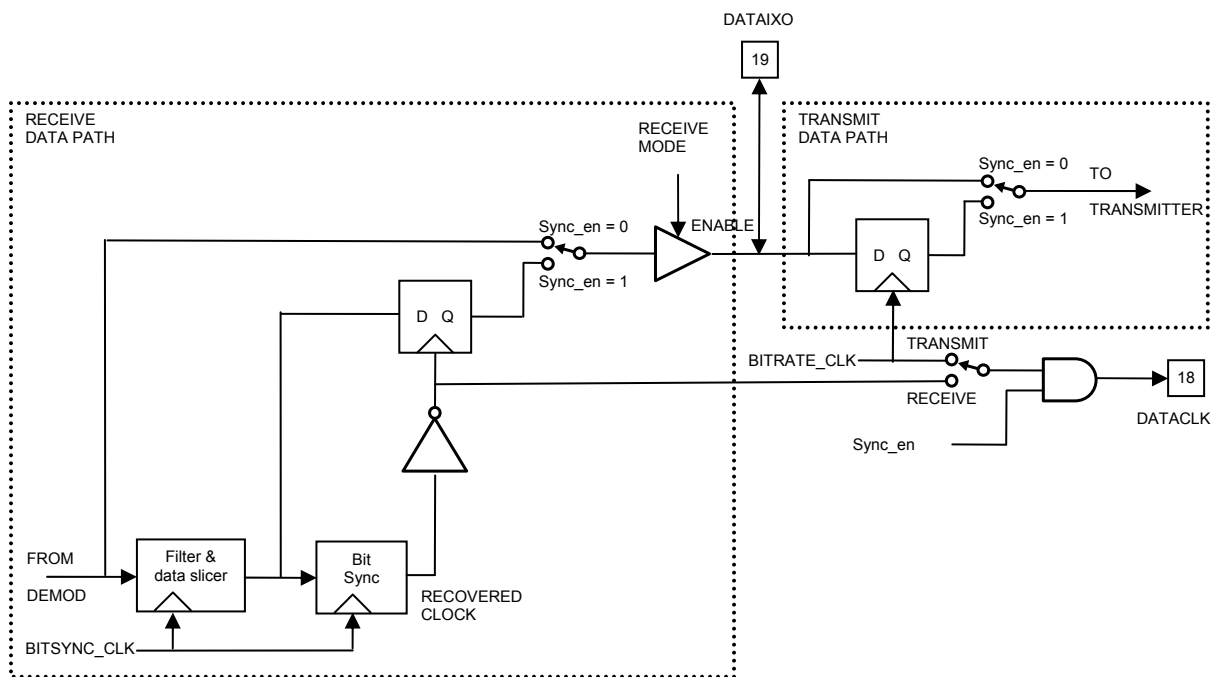 DATAIXO
19
RECEIVE
DATA PATH
RECEIVE
MODE
TRANSMIT
DATA PATH
Sync_en = 0
TO
TRANSMITTER
Sync_en = 1
Sync_en = 0
ENABLE
Sync_en = 1
D Q
D Q
BITRATE_CLK
TRANSMIT
RECEIVE
18
DATACLK
Sync_en
FROM
DEMOD
Filter &
data slicer
Bit
Sync
RECOVERED
CLOCK
BITSYNC_CLK